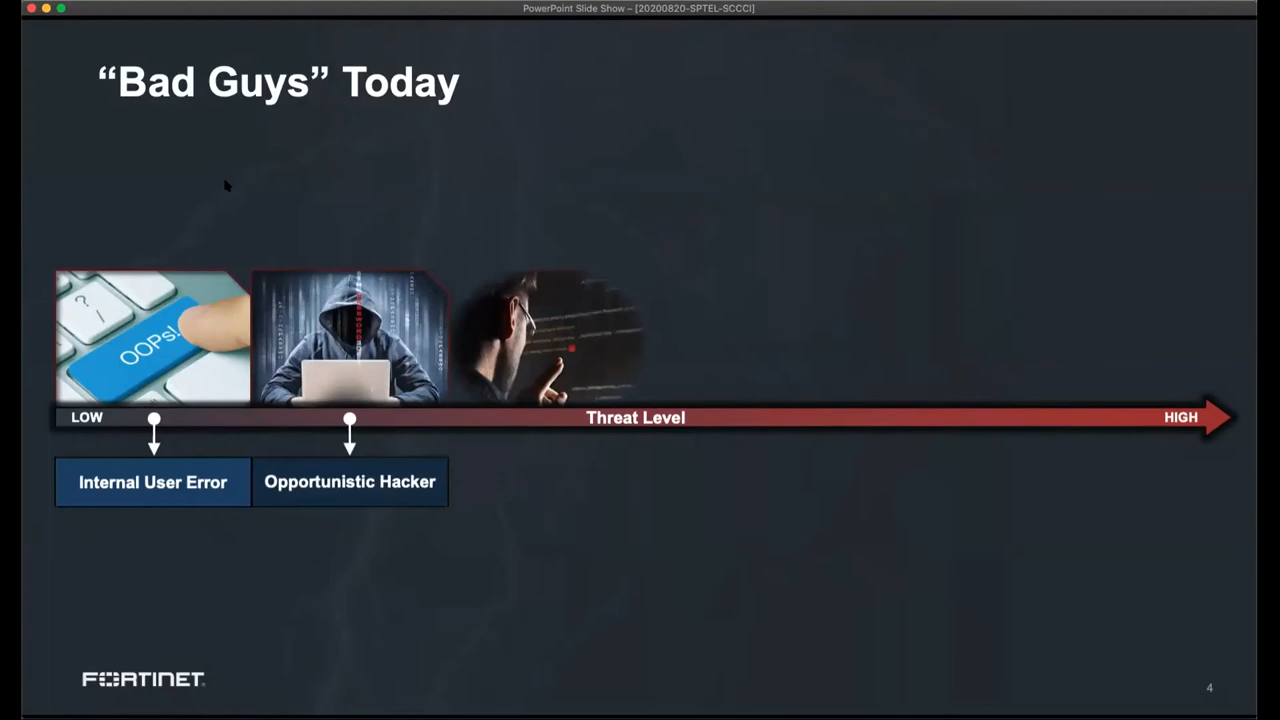 PowerPoint Slide Show – [20200820-SPTEL-SCCCI]
“Bad Guys” Today
?
OOPs!
LOW
Threat Level
HIGH
Internal User Error
Opportunistic Hacker
FORTINET
4